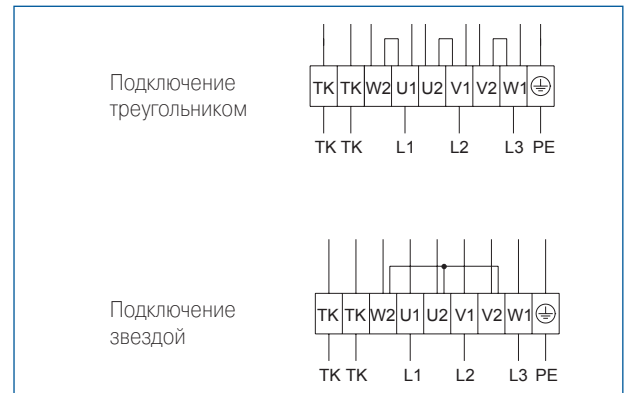 Подключение
треугольником
TK TK W2 U1 U2 V1 V2 W1
TK TK L1 L2 L3 PE
Подключение
звездой
TK TK W2 U1 U2 V1 V2 W1
TK TK L1 L2 L3 PE